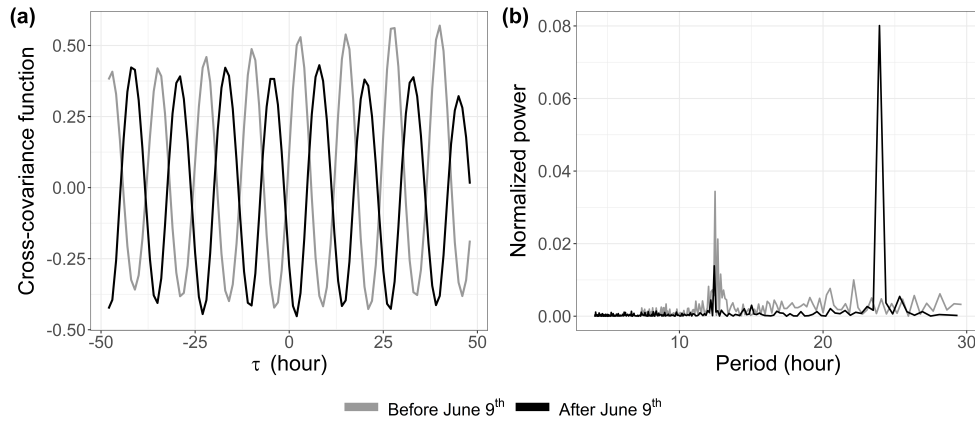 (a)
Cross-covariance function
0.50
0.25
0.00
-0.25
-0.50
-50
-25
0
25
50
τ (hour)
(b)
Normalized power
0.08
0.06
0.04
0.02
0.00
10
20
30
Period (hour)
Before June 9th
After June 9th